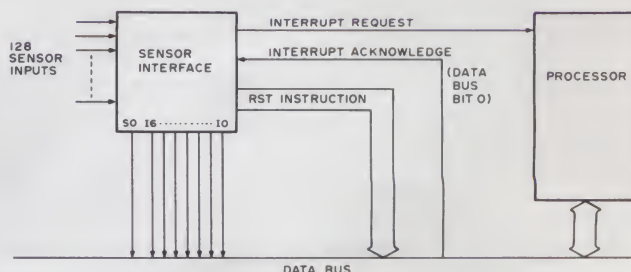 INTERRUPT REQUEST
128
SENSOR
INPUTS
SENSOR
INTERFACE
INTERRUPT ACKNOWLEDGE
(DATA
BUS
BIT 0)
PROCESSOR
RST INSTRUCTION
S0 I6 ·········· I0
DATA BUS